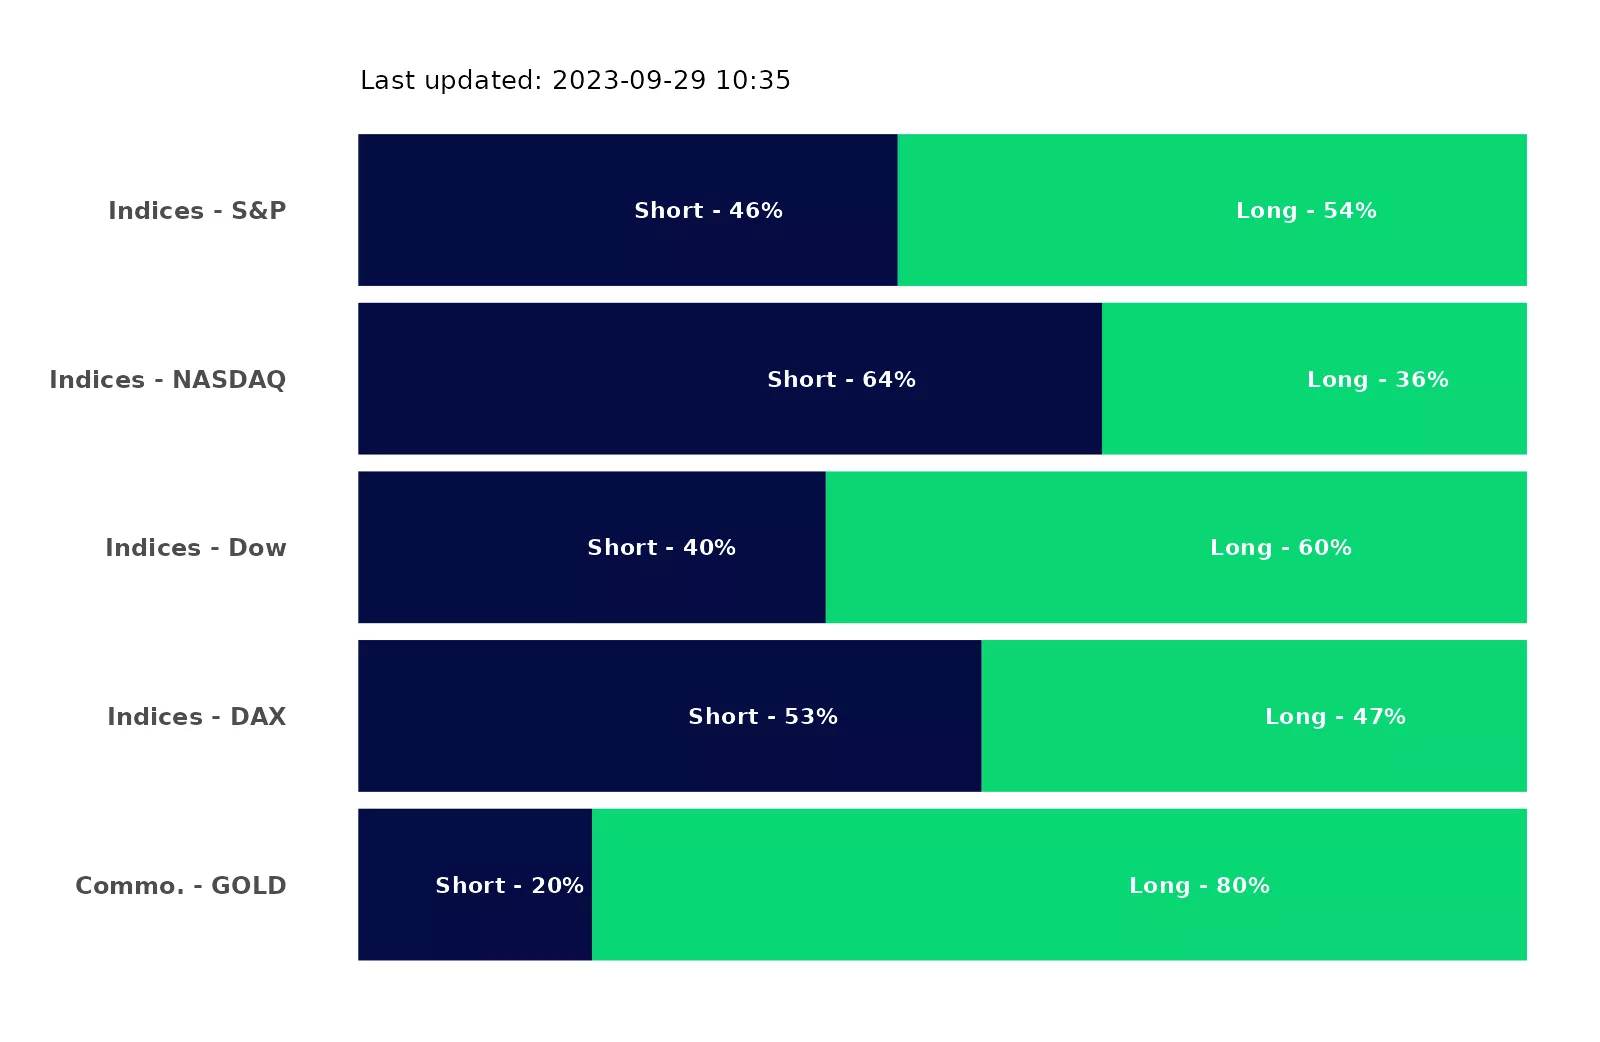 Last updated: 2023-09-29 10:35
Indices - S&P Short - 46% Long - 54%
Indices - NASDAQ Short - 64% Long - 36%
Indices - Dow Short - 40% Long - 60%
Indices - DAX Short - 53% Long - 47%
Commo. - GOLD Short - 20% Long - 80%